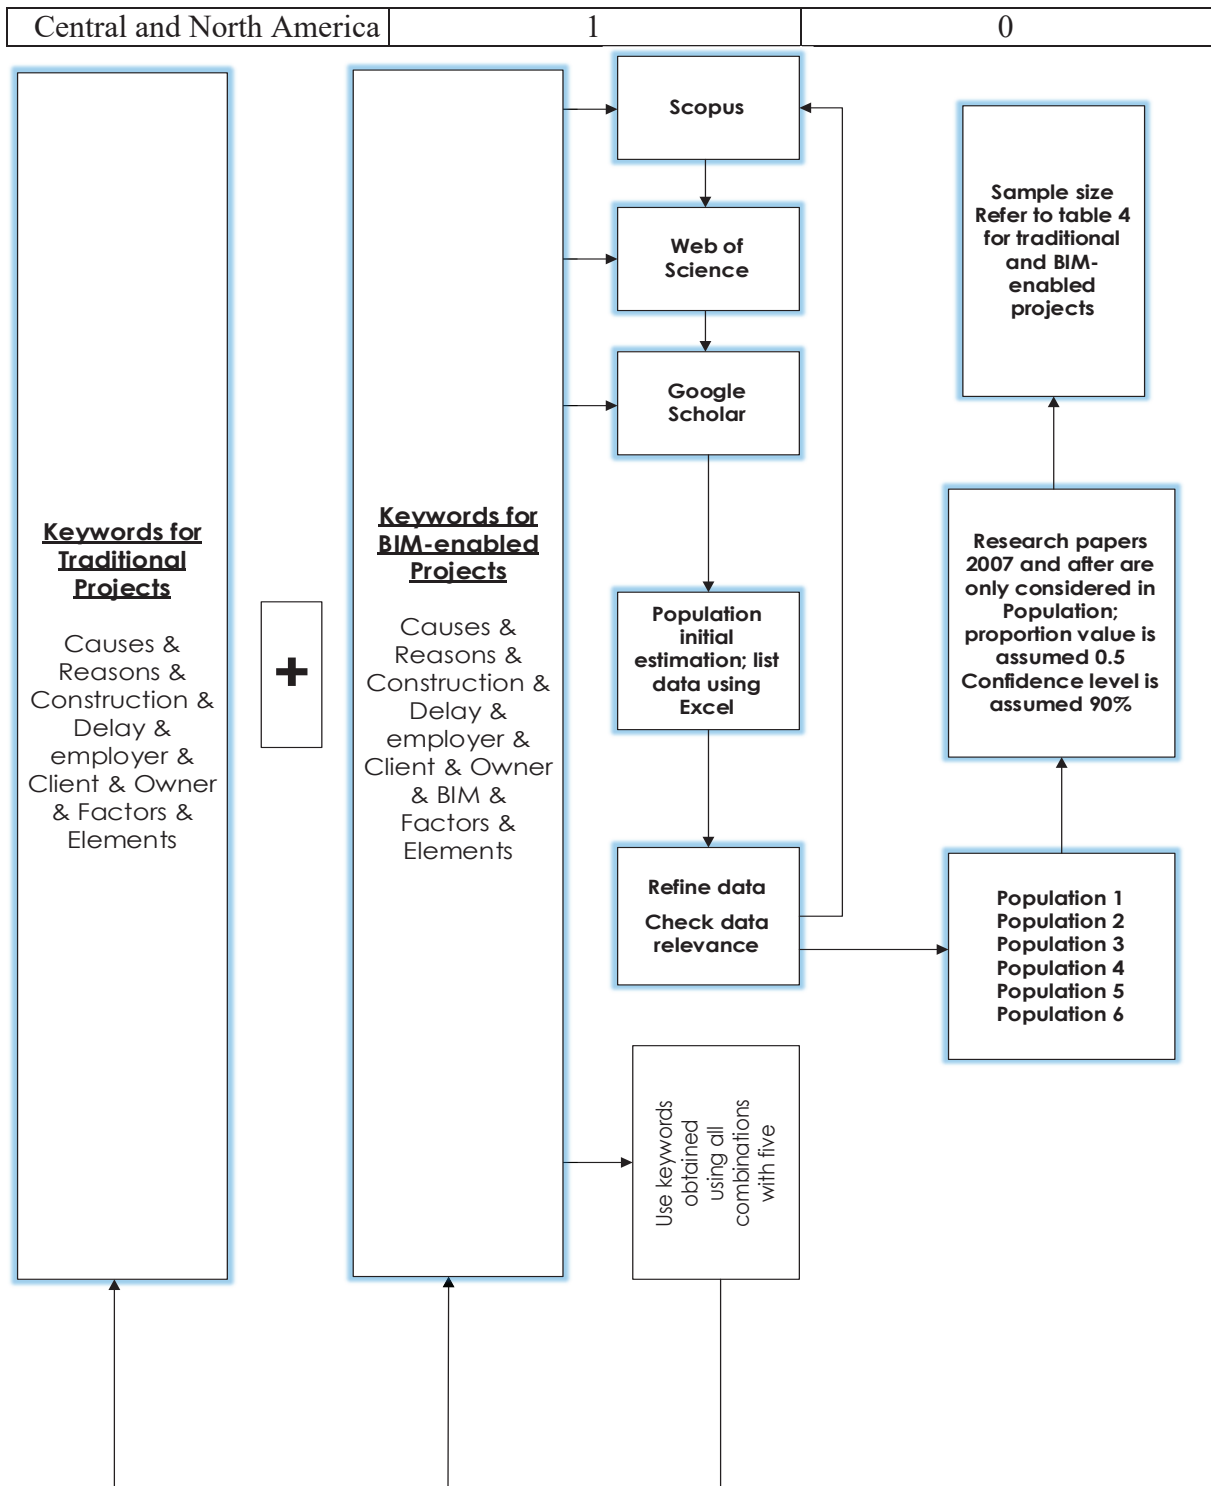 Central and North America 1 0
Keywords for
Traditional
Projects
Causes &
Reasons &
Construction &
Delay &
employer &
Client & Owner
& Factors &
Elements
+
Keywords for
BIM-enabled
Projects
Causes &
Reasons &
Construction &
Delay &
employer &
Client & Owner
& BIM &
Factors &
Elements
Scopus
Web of
Science
Google
Scholar
Population
initial
estimation; list
data using
Excel
Refine data
Check data
relevance
Use keywords
obtained
using all
combinations
with five
Sample size
Refer to table 4
for traditional
and BIM-
enabled
projects
Research papers
2007 and after are
only considered in
Population;
proportion value is
assumed 0.5
Confidence level is
assumed 90%
Population 1
Population 2
Population 3
Population 4
Population 5
Population 6